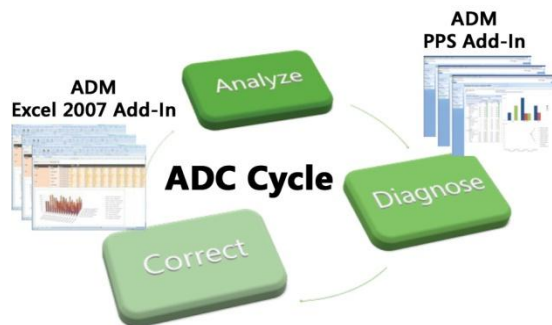 ADM
PPS Add-In
Analyze
ADM
Excel 2007 Add-In
ADC Cycle
Diagnose
Correct